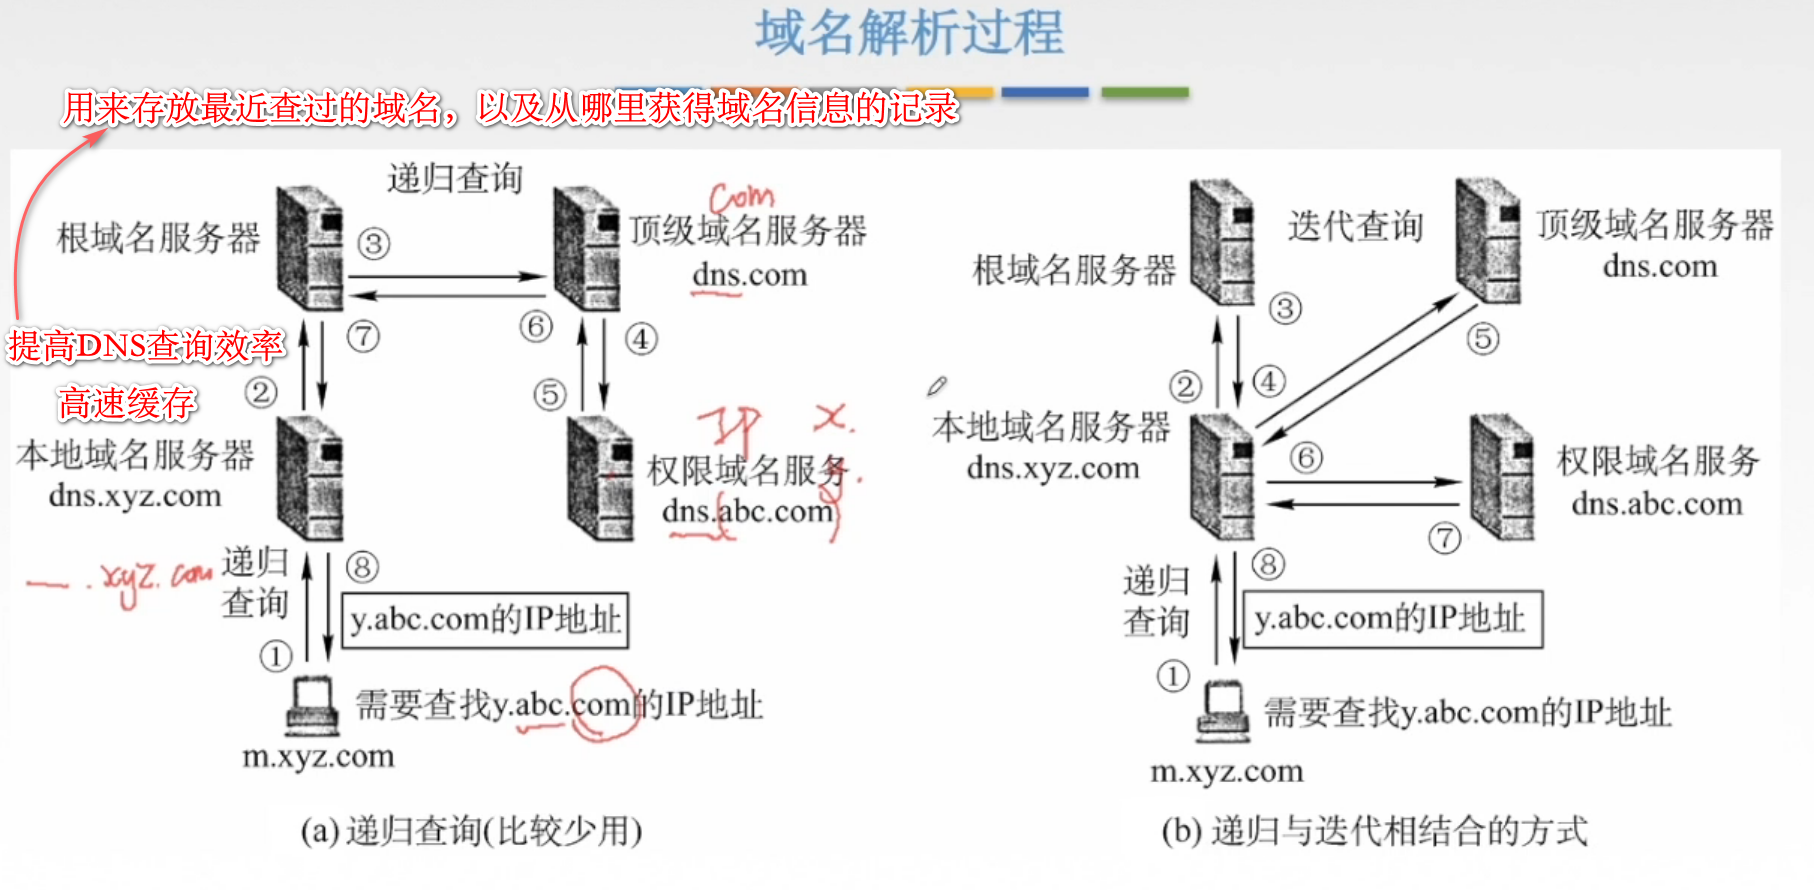 域名解析过程
用来存放最近查过的域名，以及从哪里获得域名信息的记录
提高DNS查询效率
高速缓存
递归查询
com
根域名服务器
③
顶级域名服务器
dns.com
⑦
⑥
④
②
⑤
IP
x.
y.
本地域名服务器
dns.xyz.com
权限域名服务
dns.abc.com
.xyz.com
递归
查询
⑧
y.abc.com的IP地址
①
需要查找y.abc.com的IP地址
m.xyz.com
(a) 递归查询(比较少用)
迭代查询
顶级域名服务器
dns.com
根域名服务器
③
⑤
②
④
本地域名服务器
dns.xyz.com
⑥
权限域名服务
dns.abc.com
⑦
递归
查询
⑧
y.abc.com的IP地址
①
需要查找y.abc.com的IP地址
m.xyz.com
(b) 递归与迭代相结合的方式